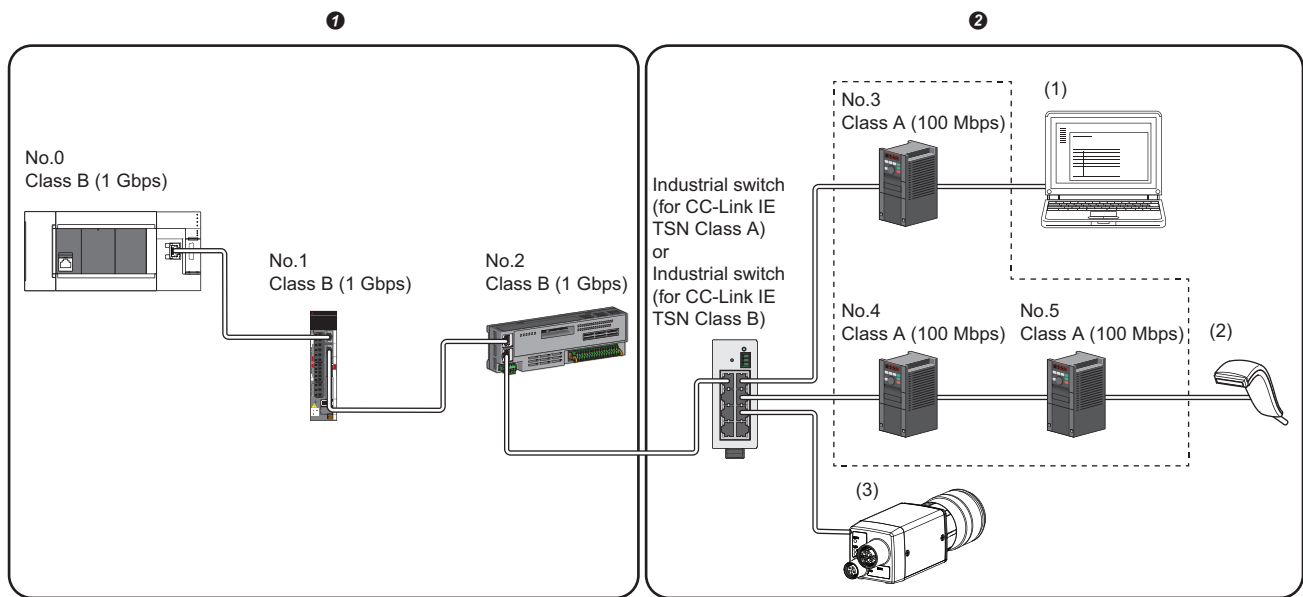 ❶
❷
No.0
Class B (1 Gbps)
No.1
Class B (1 Gbps)
No.2
Class B (1 Gbps)
Industrial switch
(for CC-Link IE
TSN Class A)
or
Industrial switch
(for CC-Link IE
TSN Class B)
No.3
Class A (100 Mbps)
(1)
No.4
Class A (100 Mbps)
No.5
Class A (100 Mbps)
(2)
(3)